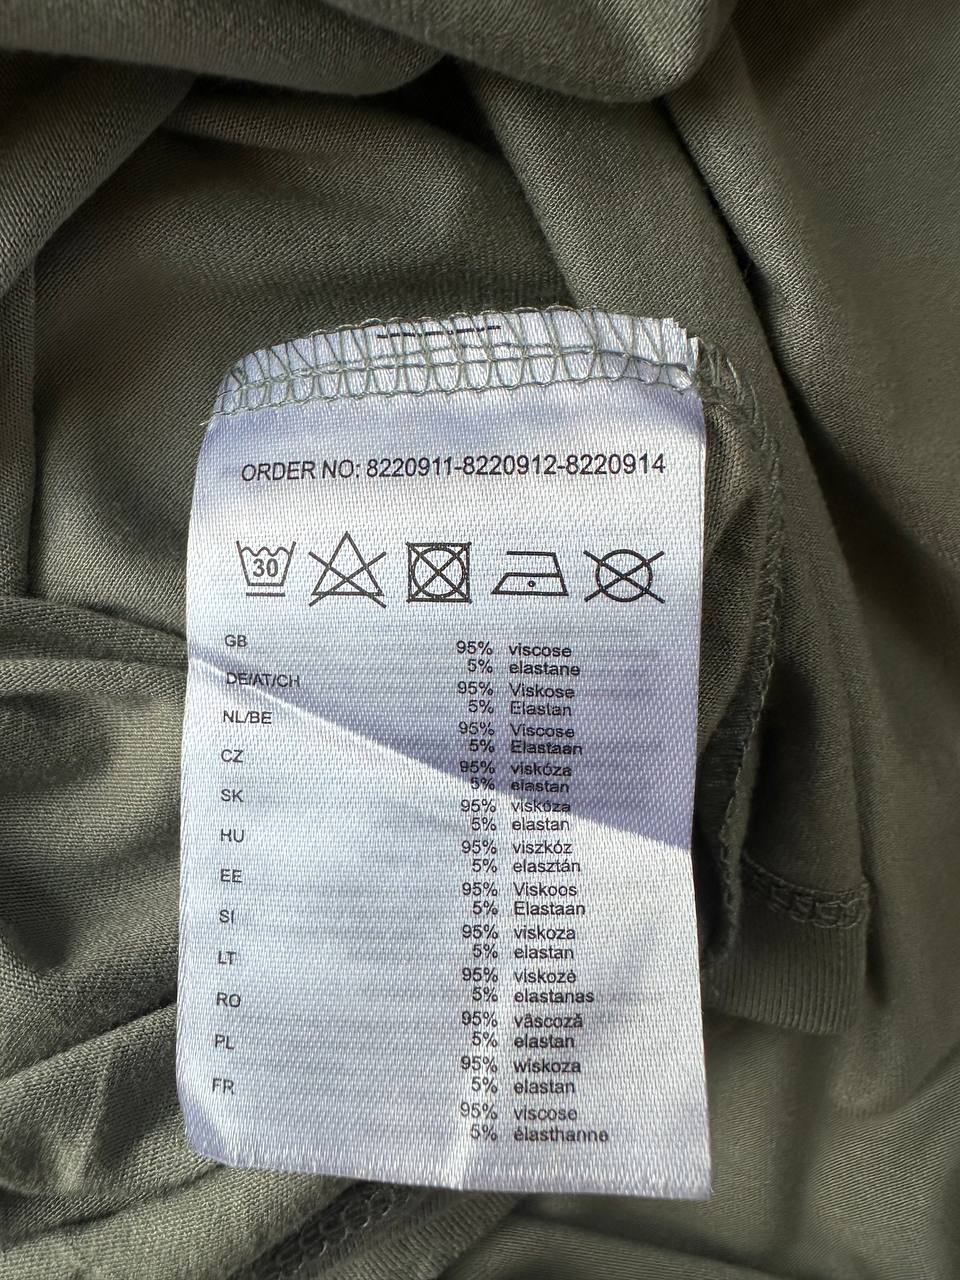 ORDER NO: 8220911-8220912-8220914
30
GB
95% viscose
5% elastane
DE/AT/CH
95% Viskose
5% Elastan
NL/BE
95% Viscose
5% Elastaan
CZ
95% viskóza
5% elastan
SK
95% viskóza
5% elastan
HU
95% viszkóz
5% elasztán
EE
95% Viskoos
5% Elastaan
SI
95% viskoza
5% elastan
LT
95% viskozė
5% elastanas
RO
95% vâscoză
5% elastan
PL
95% wiskoza
5% elastan
FR
95% viscose
5% élasthanne